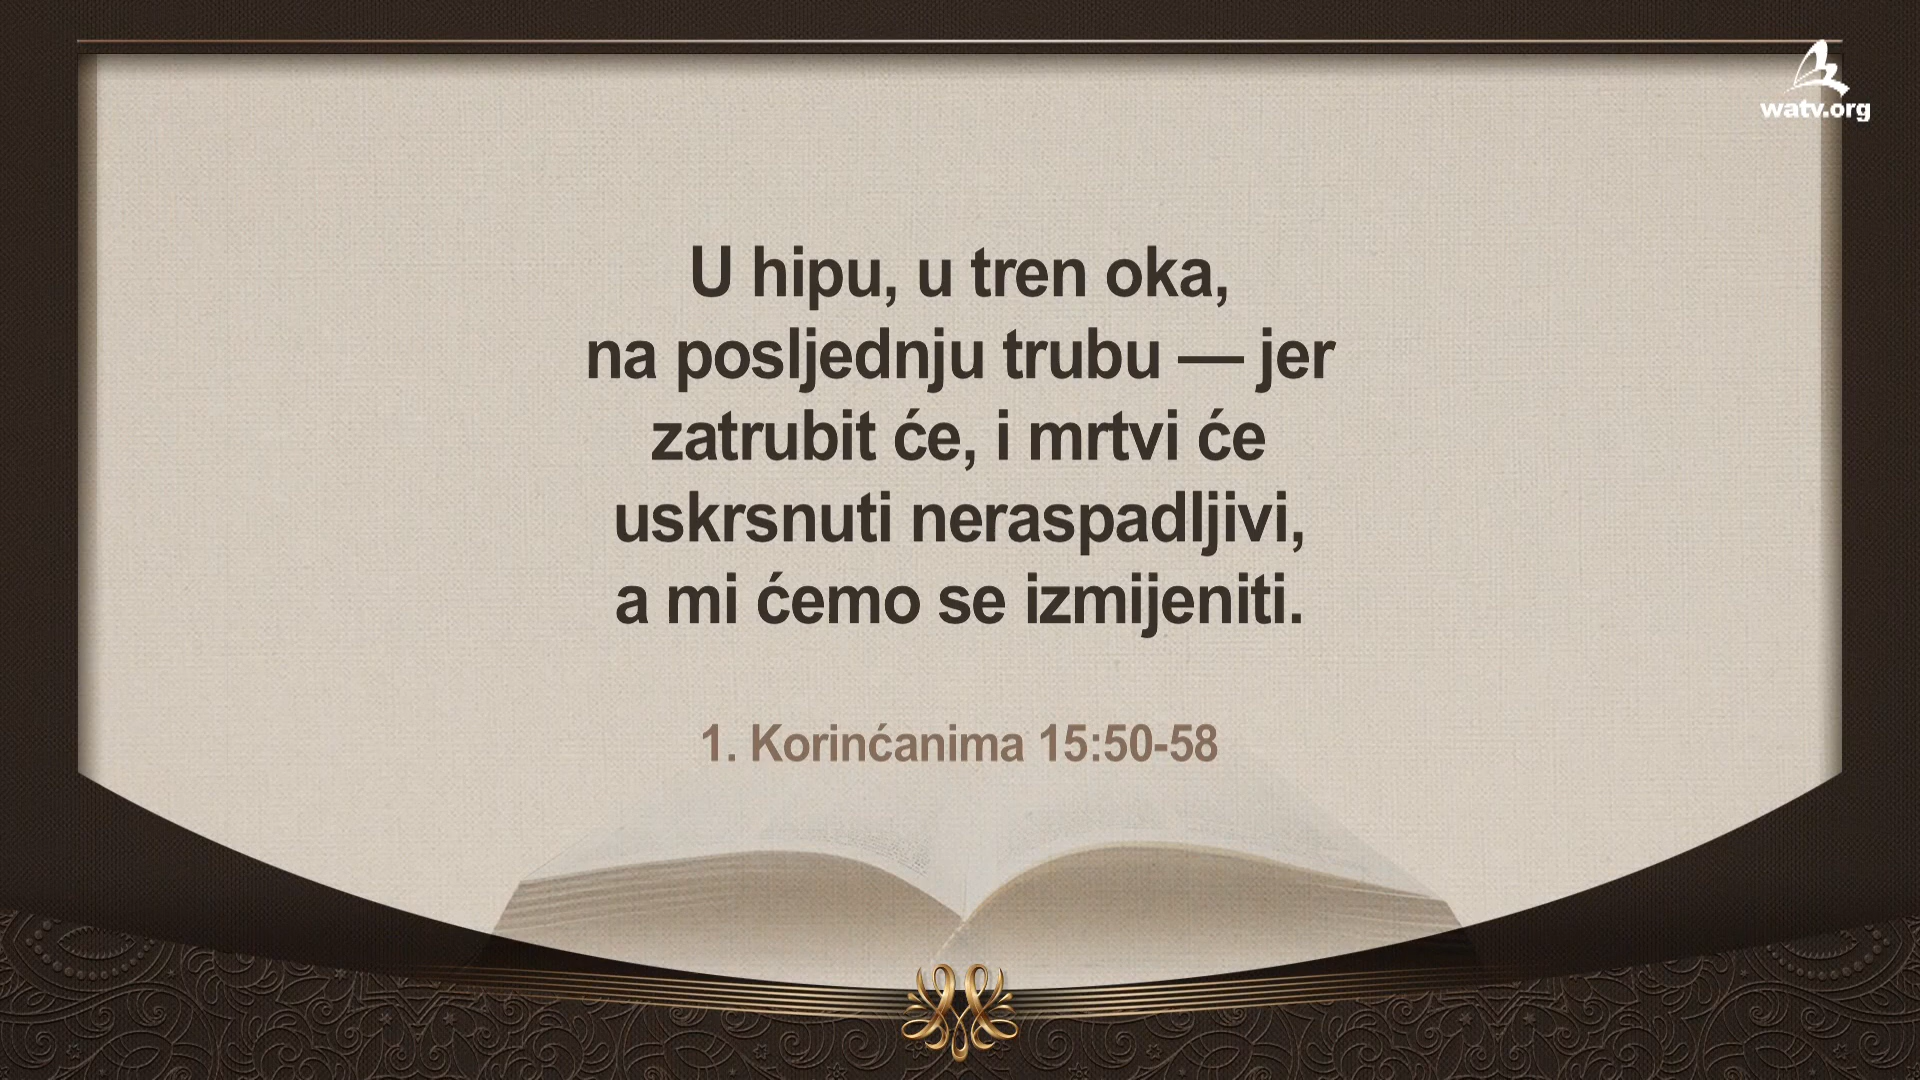 watv.org
U hipu, u tren oka,
na posljednju trubu — jer
zatrubit će, i mrtvi će
uskrsnuti neraspadljivi,
a mi ćemo se izmijeniti.
1. Korinćanima 15:50-58